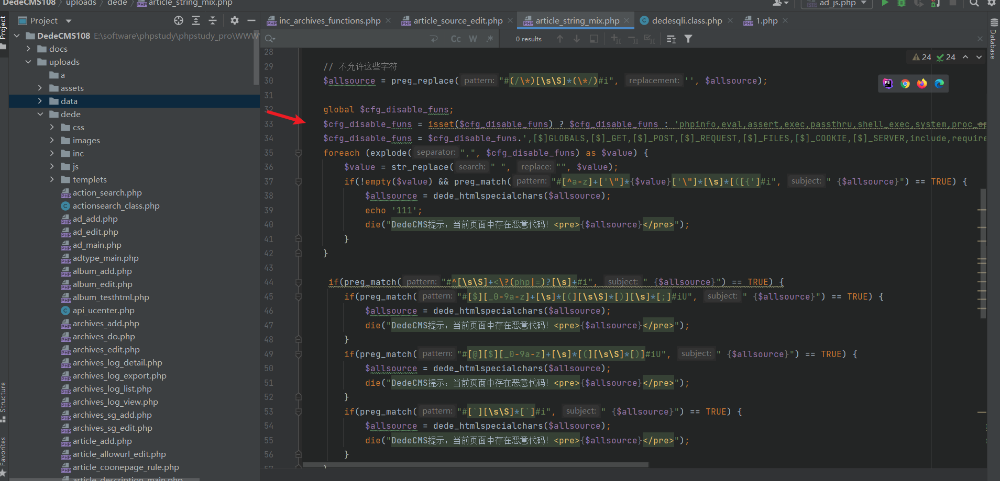 DedeCMS108 › uploads › dede › article_string_mix.php
ad_js.php
Project
inc_archives_functions.php
article_source_edit.php
article_string_mix.php
dedesqli.class.php
1.php
Project
Database
Structure
Favorites
Cc W .* 0 results
24 24
DedeCMS108 E:\software\phpstudy\phpstudy_pro\WWW
docs
uploads
a
assets
data
dede
css
images
inc
js
templets
action_search.php
actionsearch_class.php
ad_add.php
ad_edit.php
ad_main.php
adtype_main.php
album_add.php
album_edit.php
album_testhtml.php
api_ucenter.php
archives_add.php
archives_do.php
archives_edit.php
archives_log_detail.php
archives_log_export.php
archives_log_list.php
archives_log_view.php
archives_sg_add.php
archives_sg_edit.php
article_add.php
article_allowurl_edit.php
article_coonepage_rule.php
article_description_main.php
28
29 // 不允许这些字符
30 $allsource = preg_replace( pattern: "#(/\*)[\s\S]*(\*/)#i", replacement: '', $allsource);
31
32 global $cfg_disable_funs;
33 $cfg_disable_funs = isset($cfg_disable_funs) ? $cfg_disable_funs : 'phpinfo,eval,assert,exec,passthru,shell_exec,system,proc_op
34 $cfg_disable_funs = $cfg_disable_funs.',[$]GLOBALS,[$]_GET,[$]_POST,[$]_REQUEST,[$]_FILES,[$]_COOKIE,[$]_SERVER,include,require
35 foreach (explode( separator: ",", $cfg_disable_funs) as $value) {
36 $value = str_replace( search: " ", replace: "", $value);
37 if(!empty($value) && preg_match( pattern: "#[^a-z]+['\"]*{$value}['\"]*[\s]*[([{']#i", subject: " {$allsource}") == TRUE) {
38 $allsource = dede_htmlspecialchars($allsource);
39 echo '111';
40 die("DedeCMS提示：当前页面中存在恶意代码！<pre>{$allsource}</pre>");
41 }
42 }
43
44 if(preg_match( pattern: "#^[\s\S]+<\?(php|=)?[\s]+#i", subject: " {$allsource}") == TRUE) {
45 if(preg_match( pattern: "#[$][_0-9a-z]+[\s]*[(][\s\S]*[)][\s]*[;]#iU", subject: " {$allsource}") == TRUE) {
46 $allsource = dede_htmlspecialchars($allsource);
47 die("DedeCMS提示：当前页面中存在恶意代码！<pre>{$allsource}</pre>");
48 }
49 if(preg_match( pattern: "#[@][$][_0-9a-z]+[\s]*[(][\s\S]*[)]#iU", subject: " {$allsource}") == TRUE) {
50 $allsource = dede_htmlspecialchars($allsource);
51 die("DedeCMS提示：当前页面中存在恶意代码！<pre>{$allsource}</pre>");
52 }
53 if(preg_match( pattern: "#[`][\s\S]*[`]#i", subject: " {$allsource}") == TRUE) {
54 $allsource = dede_htmlspecialchars($allsource);
55 die("DedeCMS提示：当前页面中存在恶意代码！<pre>{$allsource}</pre>");
56 }
57 }